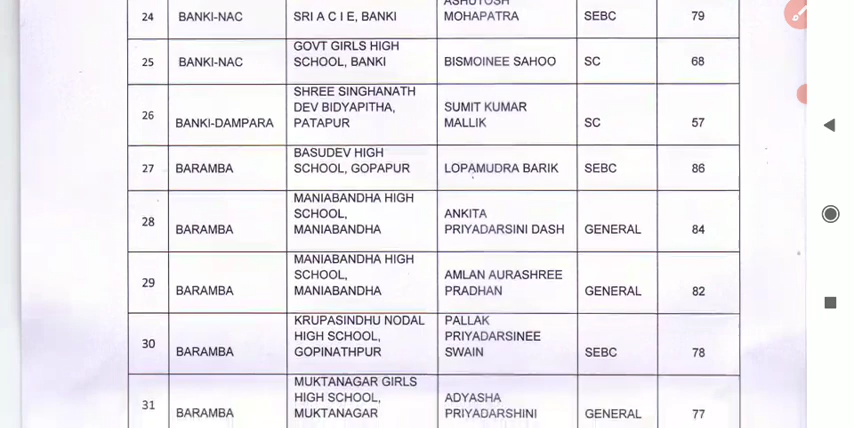 ASHUTOSH
24 BANKI-NAC SRI A C I E, BANKI MOHAPATRA SEBC 79
GOVT GIRLS HIGH
25 BANKI-NAC SCHOOL, BANKI BISMOINEE SAHOO SC 68
SHREE SINGHANATH
DEV BIDYAPITHA, SUMIT KUMAR
26 BANKI-DAMPARA PATAPUR MALLIK SC 57
BASUDEV HIGH
27 BARAMBA SCHOOL, GOPAPUR LOPAMUDRA BARIK SEBC 86
MANIABANDHA HIGH
SCHOOL, ANKITA
28 BARAMBA MANIABANDHA PRIYADARSINI DASH GENERAL 84
MANIABANDHA HIGH
SCHOOL, AMLAN AURASHREE
29 BARAMBA MANIABANDHA PRADHAN GENERAL 82
KRUPASINDHU NODAL PALLAK
HIGH SCHOOL, PRIYADARSINEE
30 BARAMBA GOPINATHPUR SWAIN SEBC 78
MUKTANAGAR GIRLS
HIGH SCHOOL, ADYASHA
31 BARAMBA MUKTANAGAR PRIYADARSHINI GENERAL 77